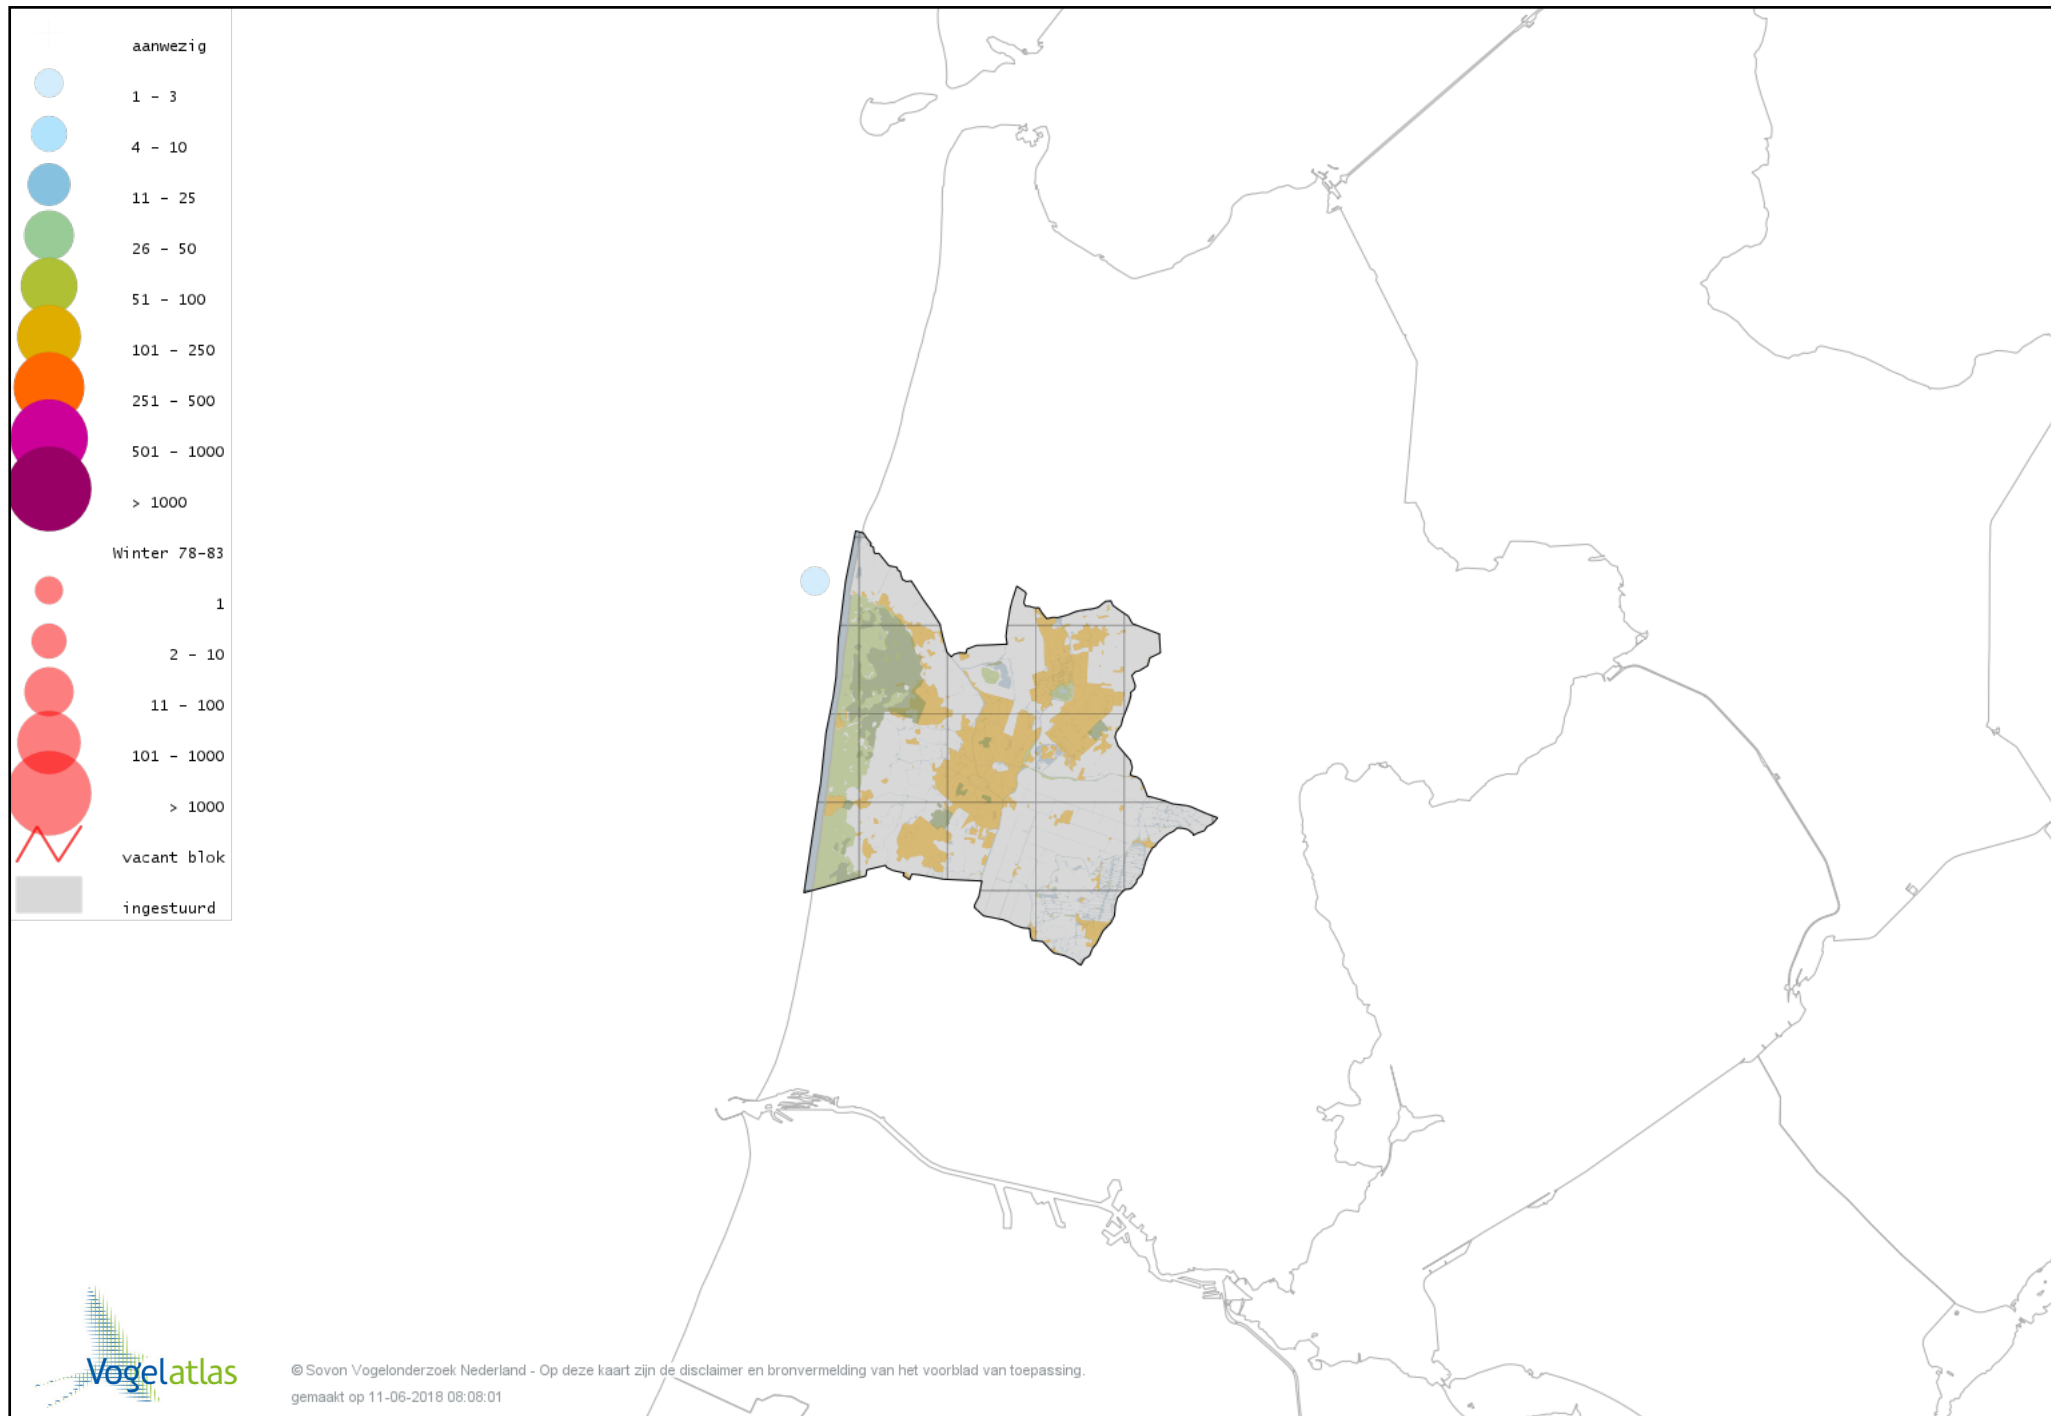 aanwezig
1 - 3
4 - 10
11 - 25
26 - 50
51 - 100
101 - 250
251 - 500
501 - 1000
> 1000
Winter 78-83
1
2 - 10
11 - 100
101 - 1000
> 1000
vacant blok
ingestuurd
Vogelatlas
© Sovon Vogelonderzoek Nederland - Op deze kaart zijn de disclaimer en bronvermelding van het voorblad van toepassing.
gemaakt op 11-06-2018 08:08:01